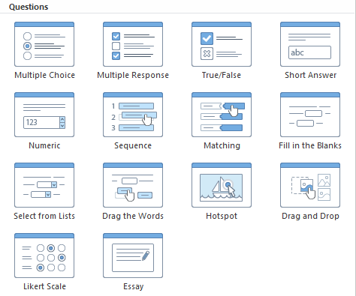 Questions
Multiple Choice
Multiple Response
True/False
abc
Short Answer
123
Numeric
1
2
3
Sequence
Matching
Fill in the Blanks
Select from Lists
Drag the Words
Hotspot
Drag and Drop
Likert Scale
Essay